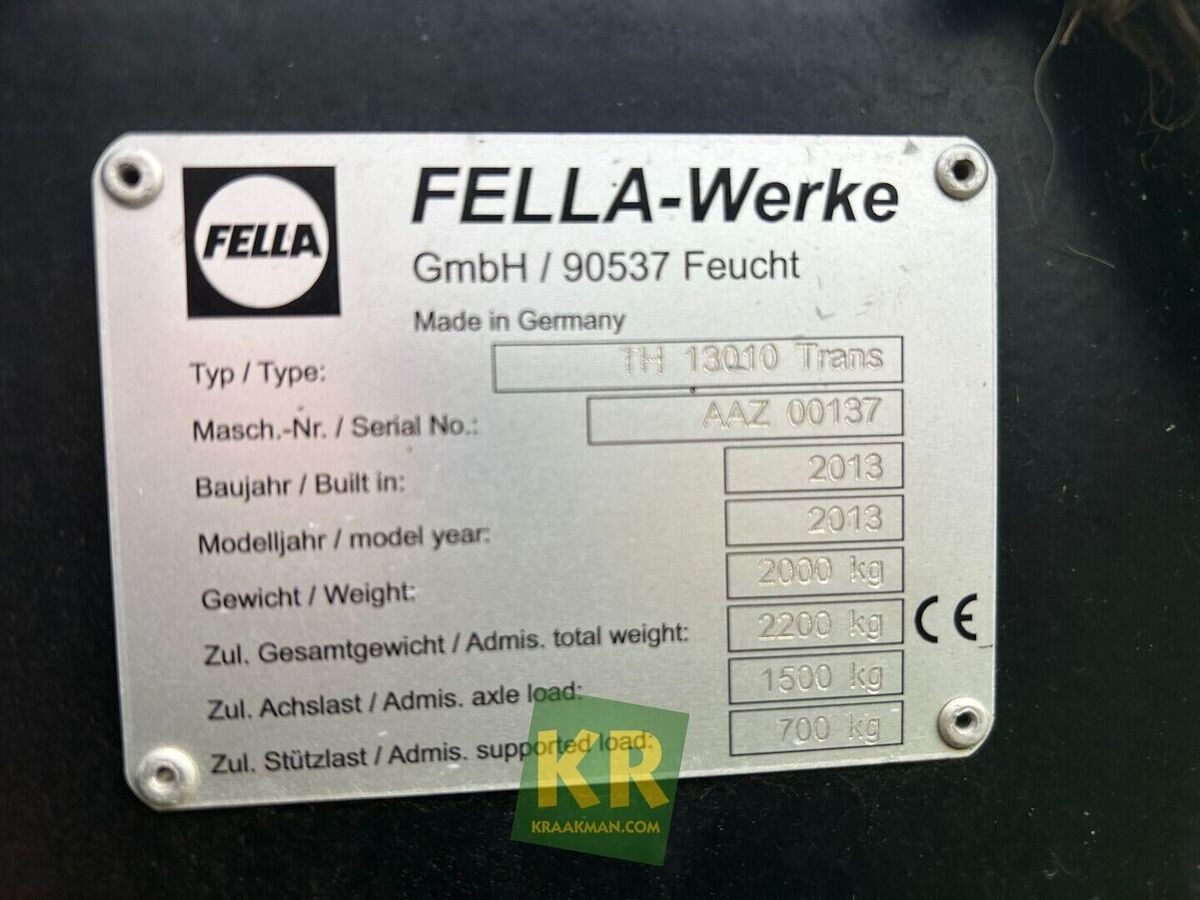 FELLA
FELLA-Werke
GmbH / 90537 Feucht
Made in Germany
Typ / Type: TH 13010 Trans
Masch.-Nr. / Serial No.: AAZ 00137
Baujahr / Built in: 2013
Modelljahr / model year: 2013
Gewicht / Weight: 2000 kg
Zul. Gesamtgewicht / Admis. total weight: 2200 kg
CE
Zul. Achslast / Admis. axle load: 1500 kg
Zul. Stützlast / Admis. supported load: 700 kg
KR
KRAAKMAN.COM